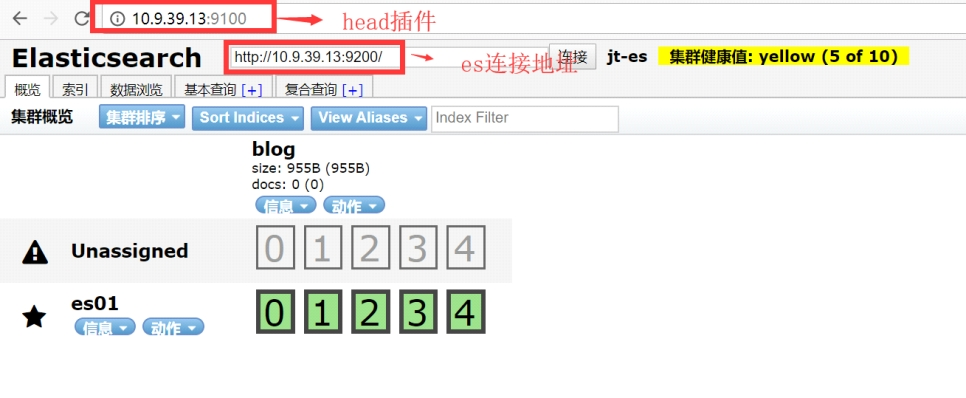 10.9.39.13:9100
head插件
Elasticsearch
http://10.9.39.13:9200/
连接
es连接地址
jt-es
集群健康值: yellow (5 of 10)
概览
索引
数据浏览
基本查询 [+]
复合查询 [+]
集群概览
集群排序
Sort Indices
View Aliases
Index Filter
blog
size: 955B (955B)
docs: 0 (0)
信息
动作
Unassigned
0 1 2 3 4
es01
信息
动作
0 1 2 3 4